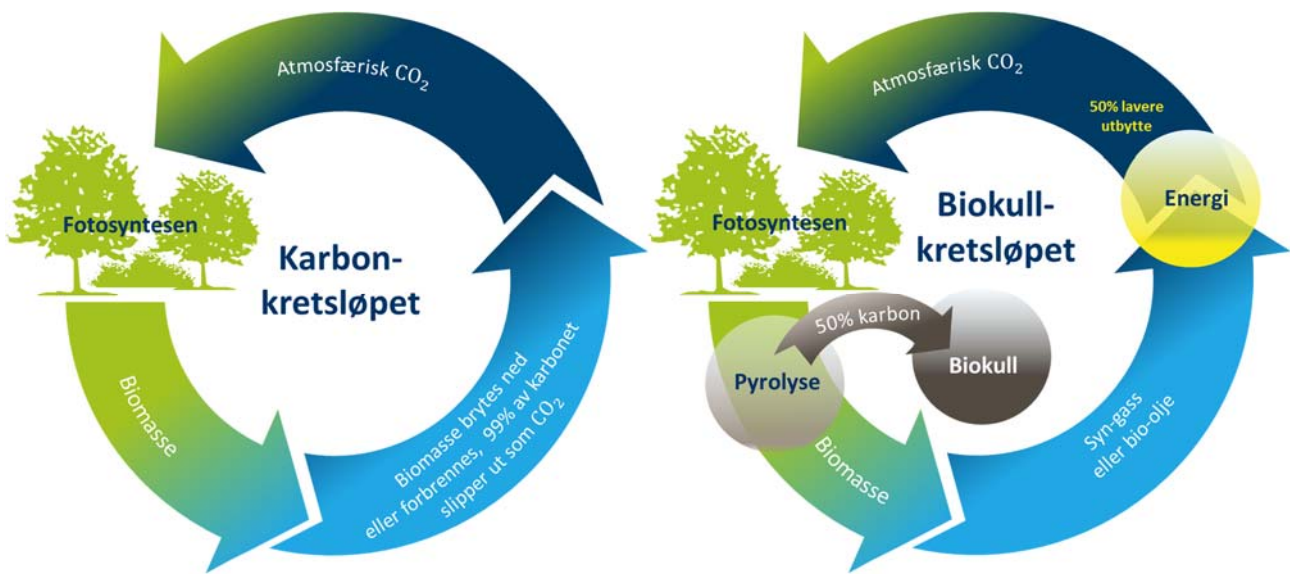 Atmosfærisk CO₂
Fotosyntesen
Karbon-
kretsløpet
Biomasse
Biomasse brytes ned
eller forbrennes, 99% av karbonet
slipper ut som CO₂
Atmosfærisk CO₂
50% lavere
utbytte
Energi
Fotosyntesen
Biokull-
kretsløpet
50% karbon
Pyrolyse
Biokull
Biomasse
Syn-gass
eller bio-olje